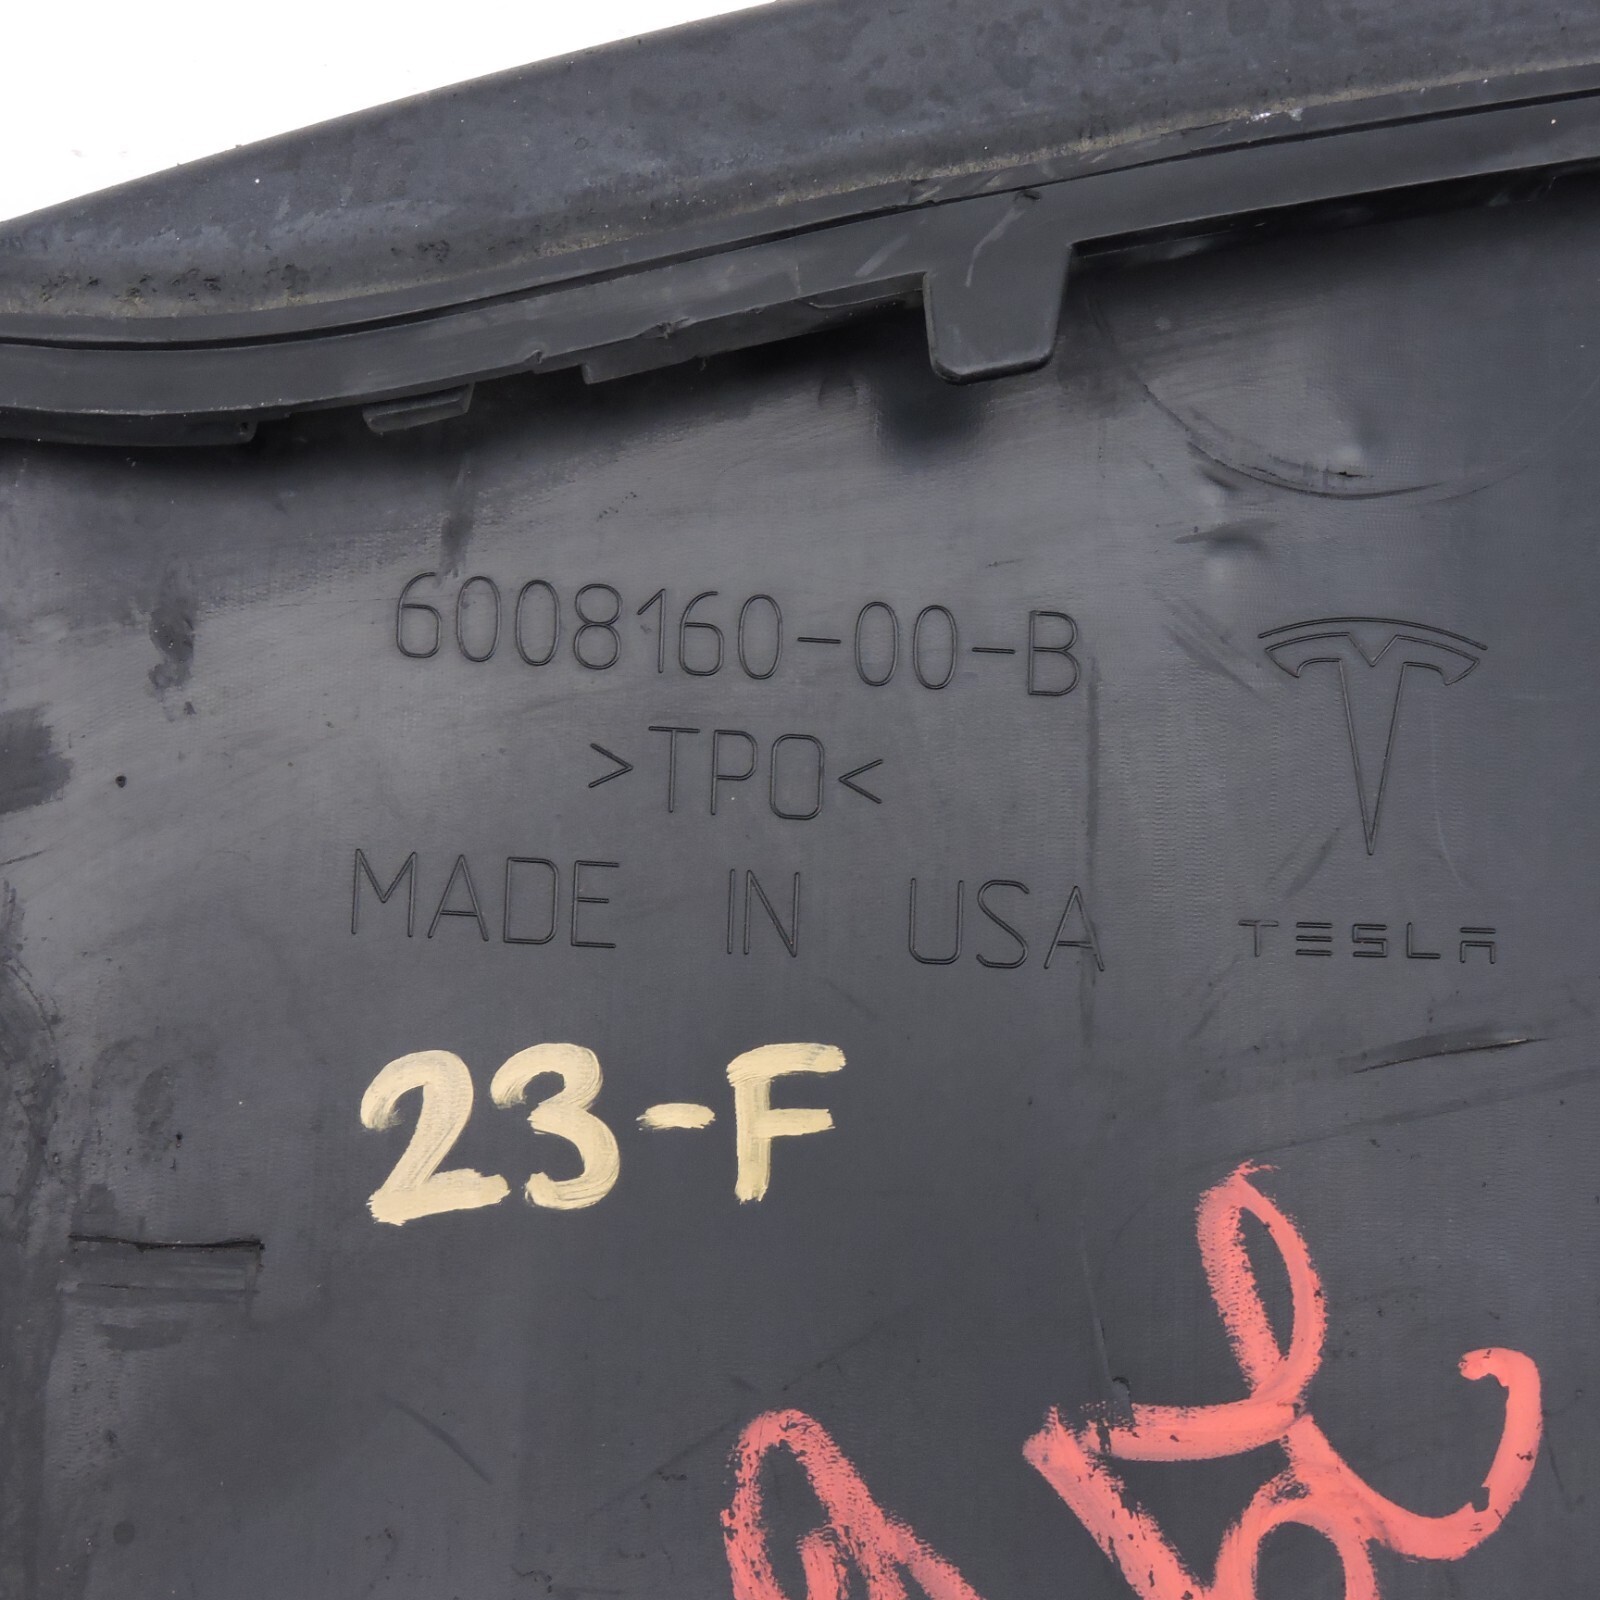 6008160-00-B
>TPO<
MADE IN USA
TESLA
23-F